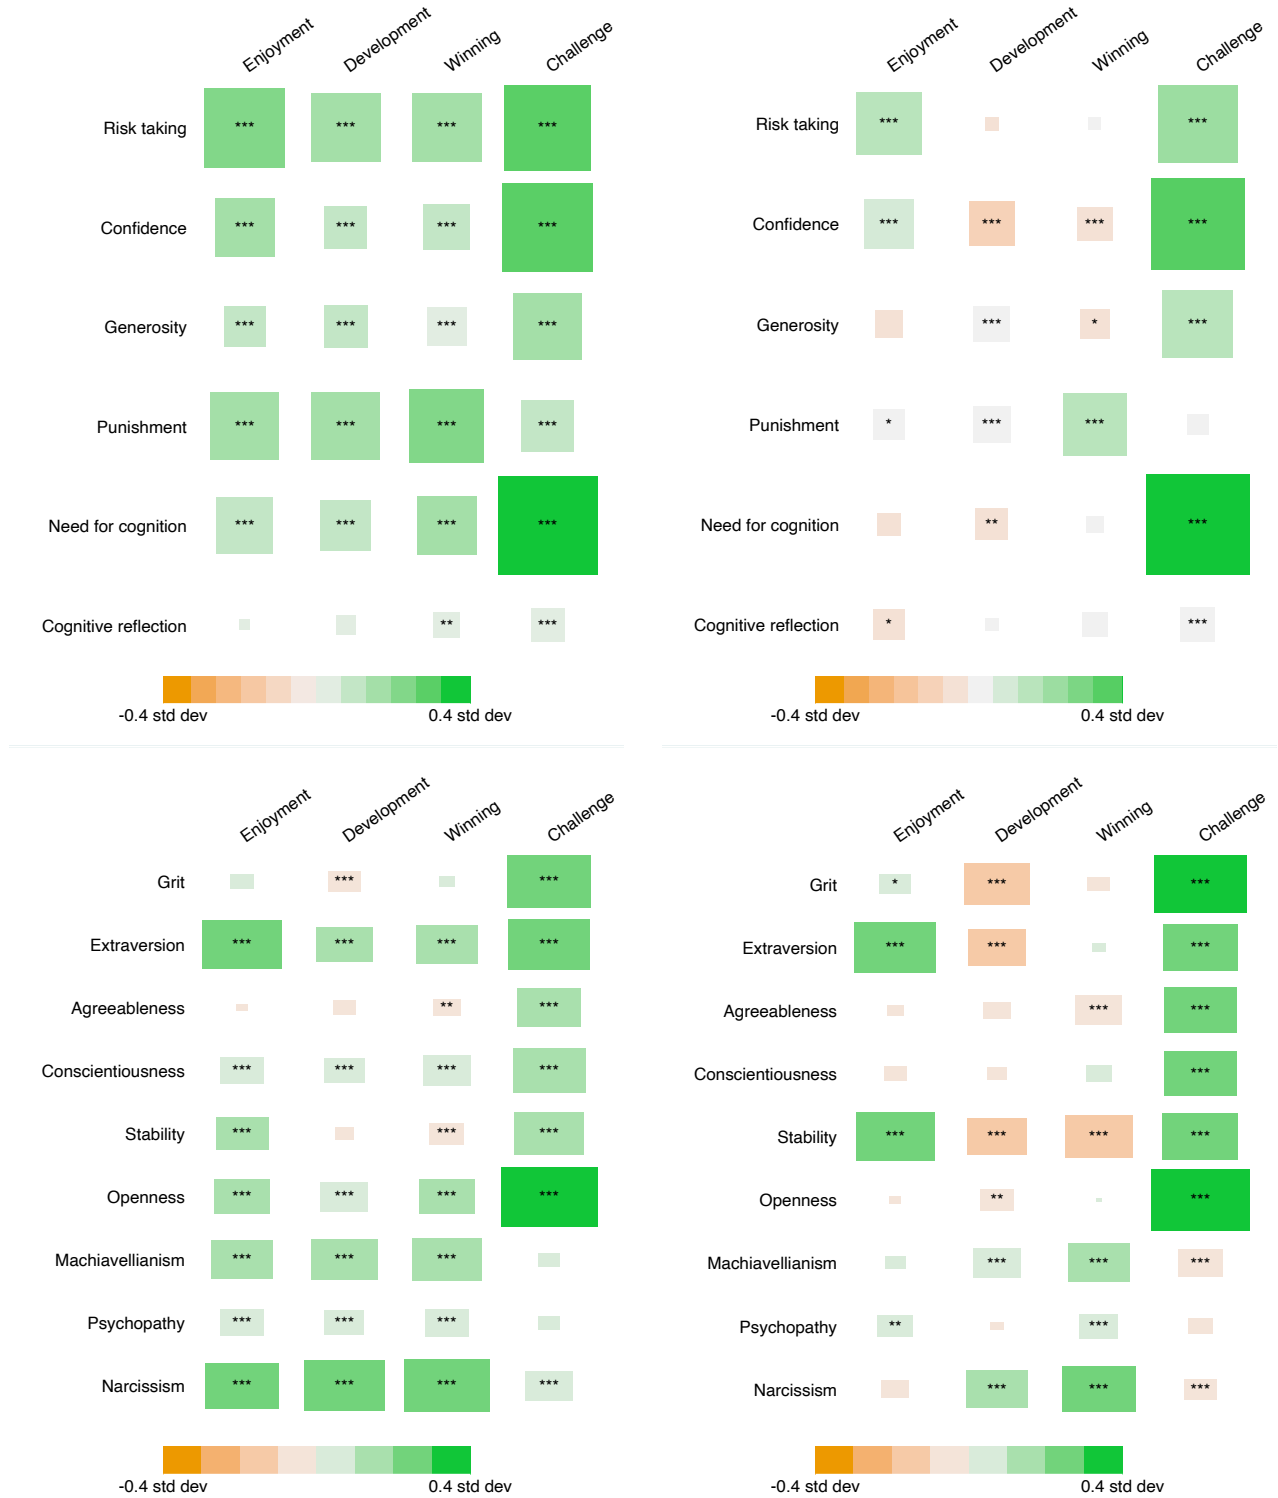 Enjoyment Development Winning Challenge
Risk taking *** *** *** ***
Confidence *** *** *** ***
Generosity *** *** *** ***
Punishment *** *** *** ***
Need for cognition *** *** *** ***
Cognitive reflection ** ***
-0.4 std dev 0.4 std dev
Enjoyment Development Winning Challenge
Risk taking *** ***
Confidence *** *** *** ***
Generosity *** * ***
Punishment * *** ***
Need for cognition ** ***
Cognitive reflection * ***
-0.4 std dev 0.4 std dev
Enjoyment Development Winning Challenge
Grit *** ***
Extraversion *** *** *** ***
Agreeableness ** ***
Conscientiousness *** *** *** ***
Stability *** *** ***
Openness *** *** *** ***
Machiavellianism *** *** ***
Psychopathy *** *** ***
Narcissism *** *** *** ***
-0.4 std dev 0.4 std dev
Enjoyment Development Winning Challenge
Grit * *** ***
Extraversion *** *** ***
Agreeableness *** ***
Conscientiousness ***
Stability *** *** *** ***
Openness ** ***
Machiavellianism *** *** ***
Psychopathy ** ***
Narcissism *** *** ***
-0.4 std dev 0.4 std dev